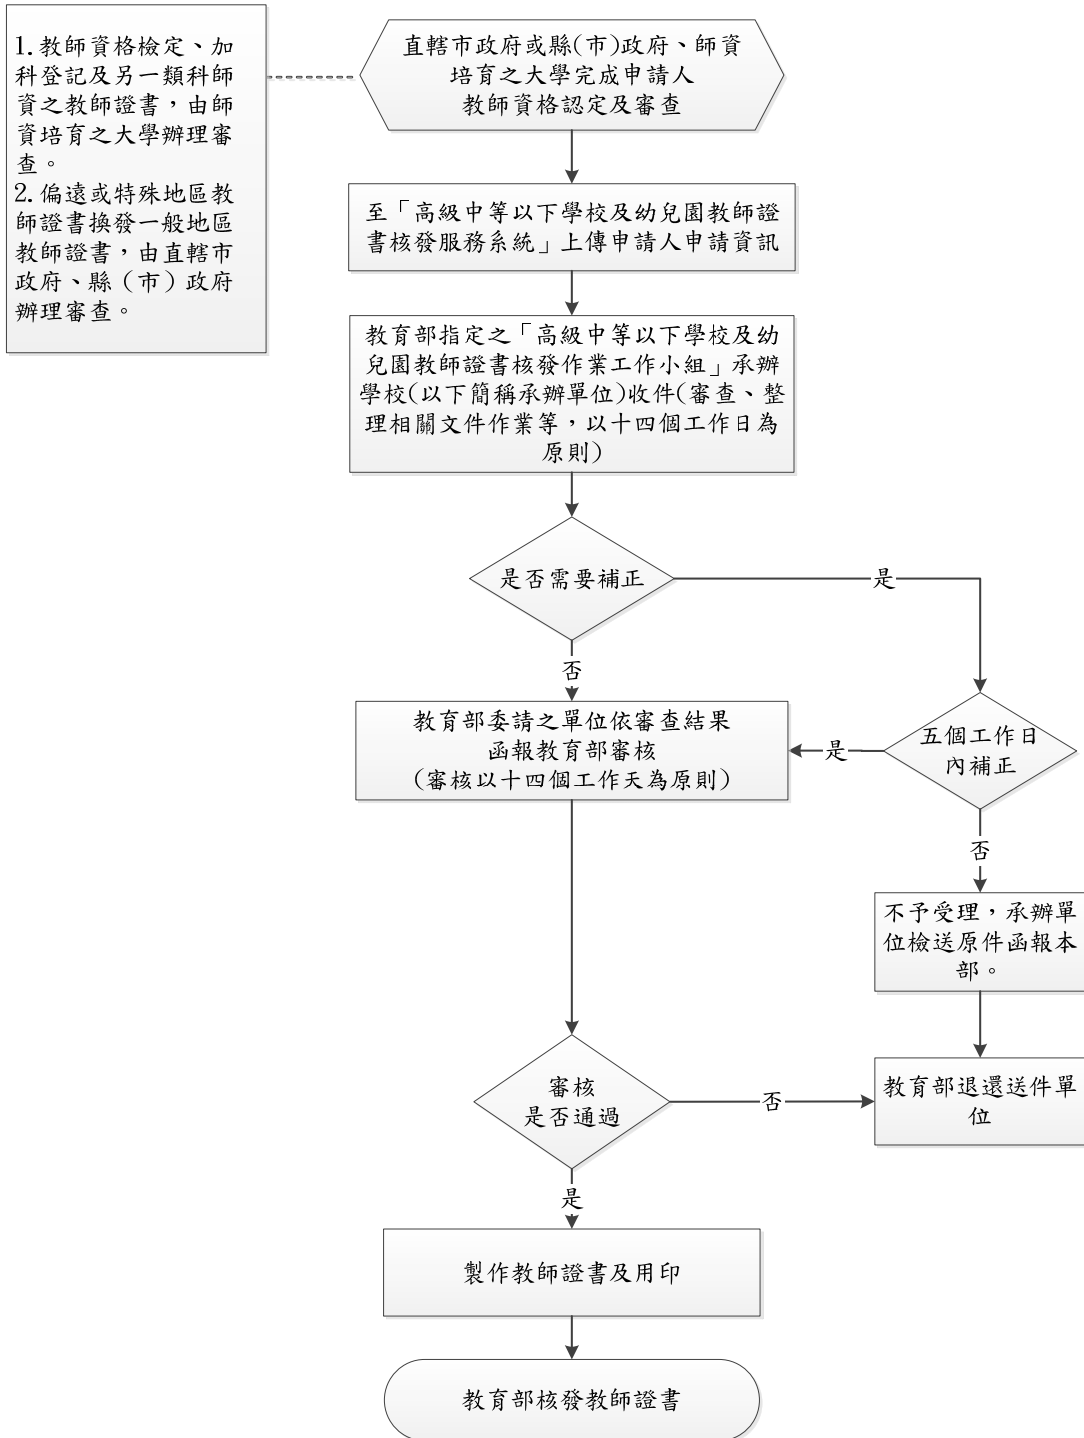 1.教師資格檢定、加
科登記及另一類科師
資之教師證書，由師
資培育之大學辦理審
查。
2.偏遠或特殊地區教
師證書換發一般地區
教師證書，由直轄市
政府、縣（市）政府
辦理審查。
直轄市政府或縣(市)政府、師資
培育之大學完成申請人
教師資格認定及審查
至「高級中等以下學校及幼兒園教師證
書核發服務系統」上傳申請人申請資訊
教育部指定之「高級中等以下學校及幼
兒園教師證書核發作業工作小組」承辦
學校(以下簡稱承辦單位)收件(審查、整
理相關文件作業等，以十四個工作日為
原則)
是否需要補正
是
否
教育部委請之單位依審查結果
函報教育部審核
(審核以十四個工作天為原則)
是
五個工作日
內補正
否
不予受理，承辦單
位檢送原件函報本
部。
審核
是否通過
否
教育部退還送件單
位
是
製作教師證書及用印
教育部核發教師證書